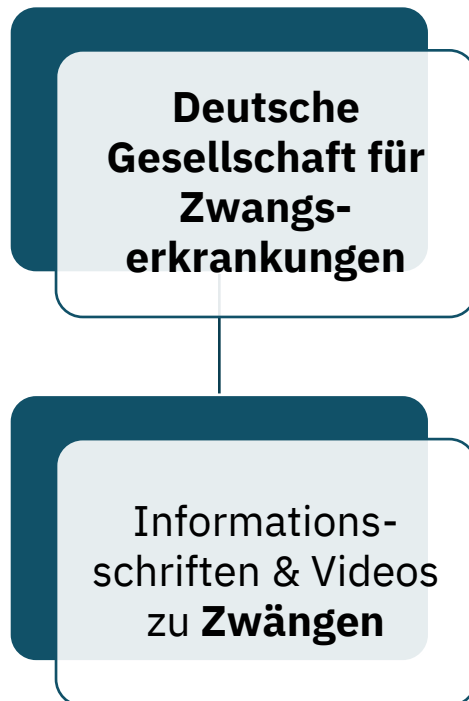 Deutsche
Gesellschaft für
Zwangs-
erkrankungen
Informations-
schriften & Videos
zu Zwängen